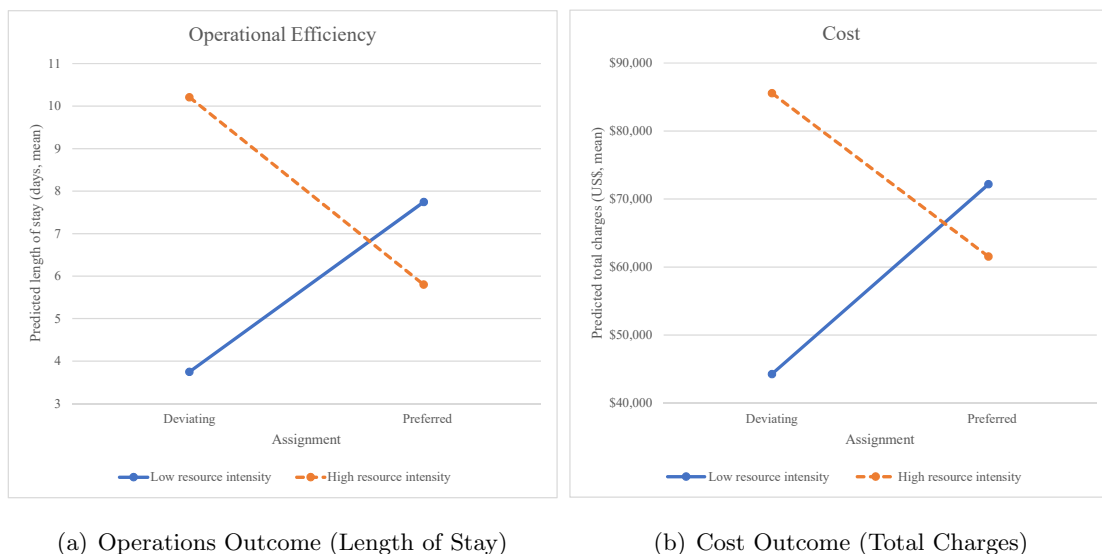 Operational Efficiency
Predicted length of stay (days, mean)
11
10
9
8
7
6
5
4
3
Deviating
Preferred
Assignment
Low resource intensity
High resource intensity
Cost
Predicted total charges (US$, mean)
$90,000
$80,000
$70,000
$60,000
$50,000
$40,000
Deviating
Preferred
Assignment
Low resource intensity
High resource intensity
(a) Operations Outcome (Length of Stay)
(b) Cost Outcome (Total Charges)